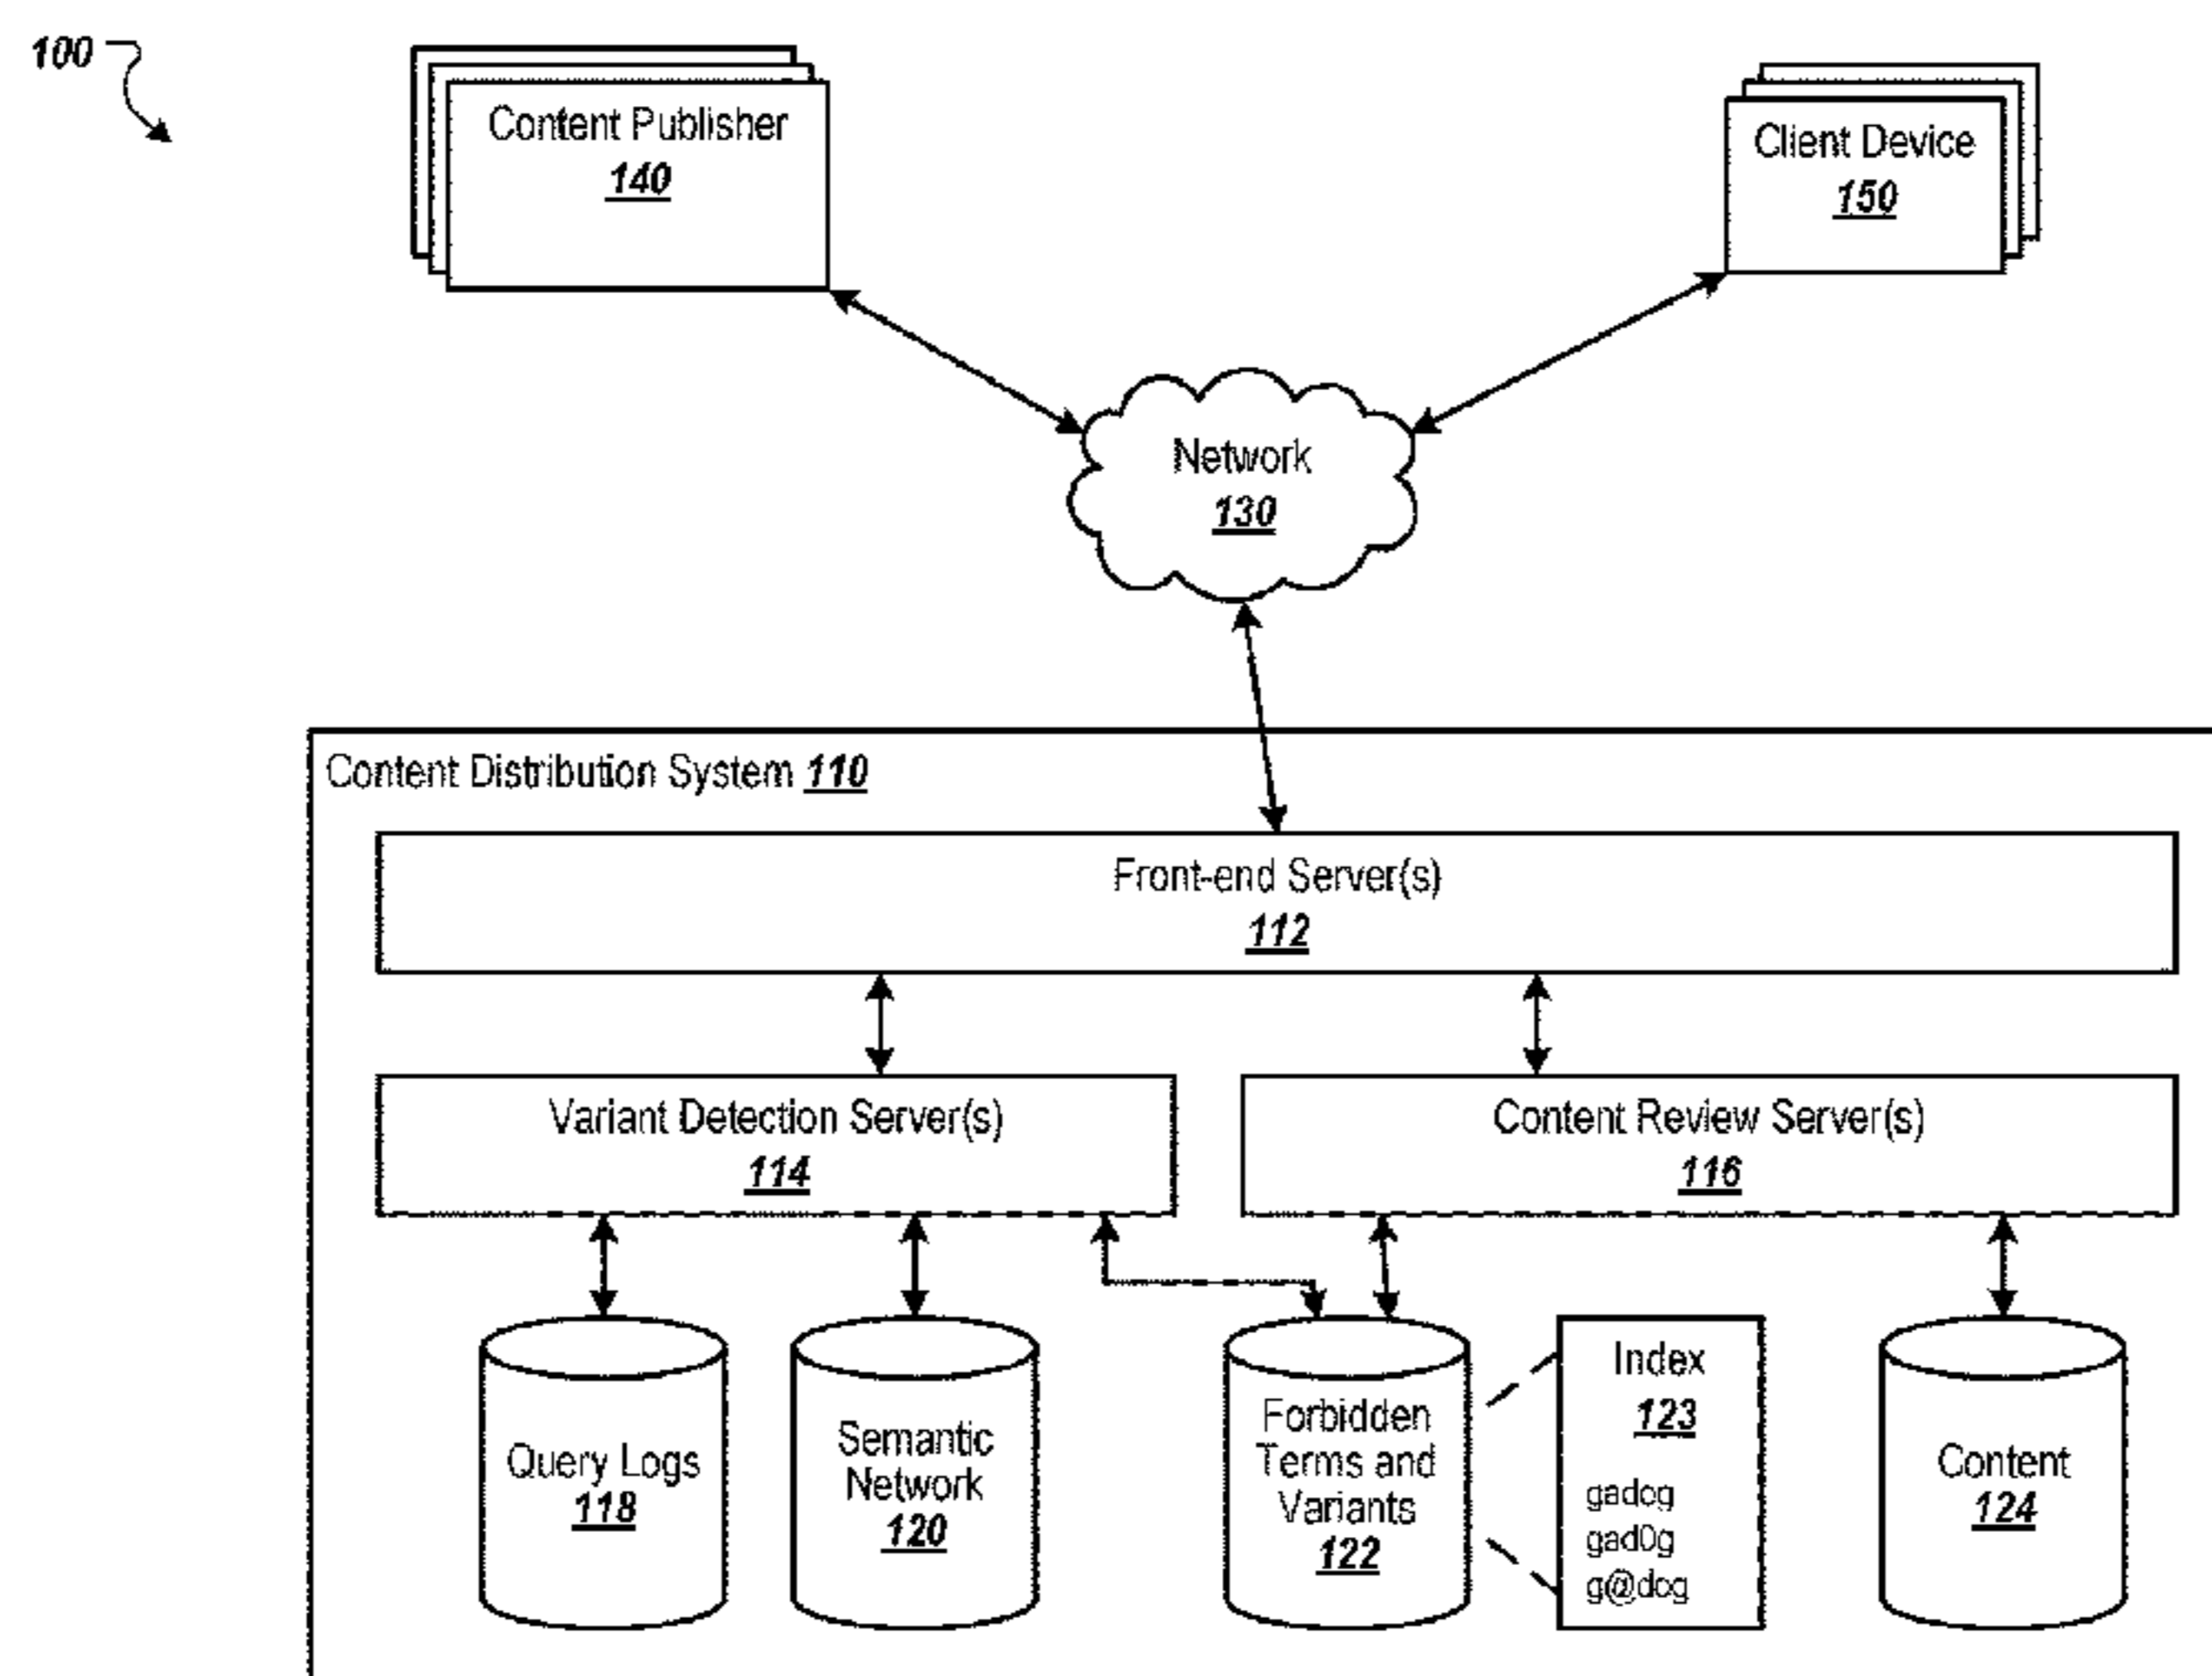 100
Content Publisher
140
Client Device
150
Network
130
Content Distribution System 110
Front-end Server(s)
112
Variant Detection Server(s)
114
Content Review Server(s)
116
Query Logs
118
Semantic
Network
120
Forbidden
Terms and
Variants
122
Index
123
gadog
gad0g
g@dog
Content
124